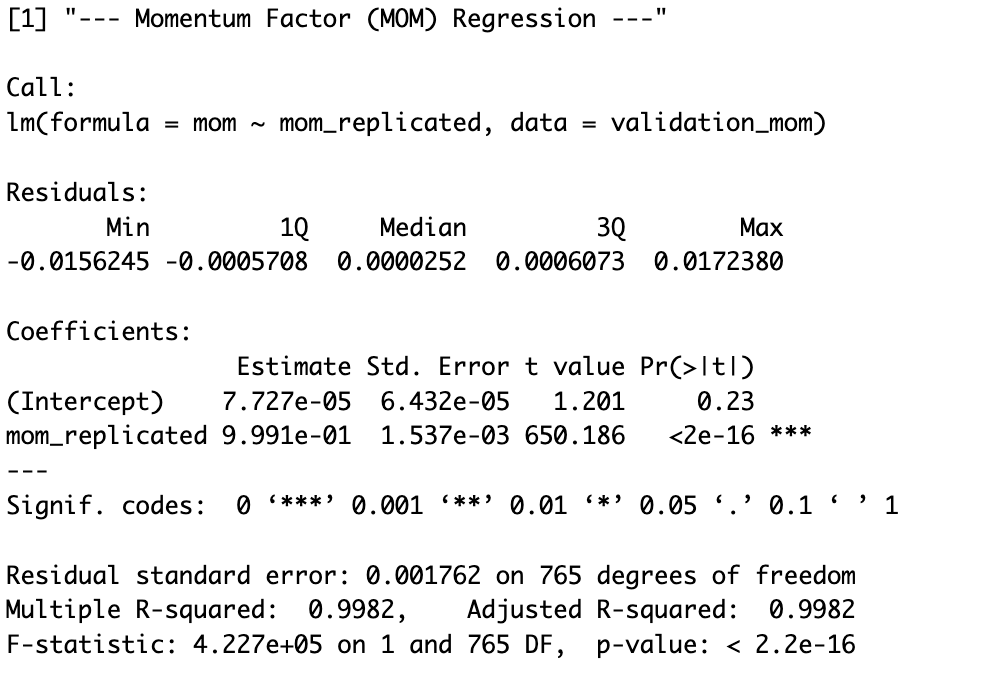 [1] "--- Momentum Factor (MOM) Regression ---"
Call:
lm(formula = mom ~ mom_replicated, data = validation_mom)
Residuals:
       Min         1Q     Median         3Q        Max
-0.0156245 -0.0005708  0.0000252  0.0006073  0.0172380
Coefficients:
                Estimate Std. Error t value Pr(>|t|)
(Intercept)    7.727e-05  6.432e-05   1.201     0.23
mom_replicated 9.991e-01  1.537e-03 650.186   <2e-16 ***
---
Signif. codes:  0 ‘***’ 0.001 ‘**’ 0.01 ‘*’ 0.05 ‘.’ 0.1 ‘ ’ 1
Residual standard error: 0.001762 on 765 degrees of freedom
Multiple R-squared:  0.9982,    Adjusted R-squared:  0.9982
F-statistic: 4.227e+05 on 1 and 765 DF,  p-value: < 2.2e-16